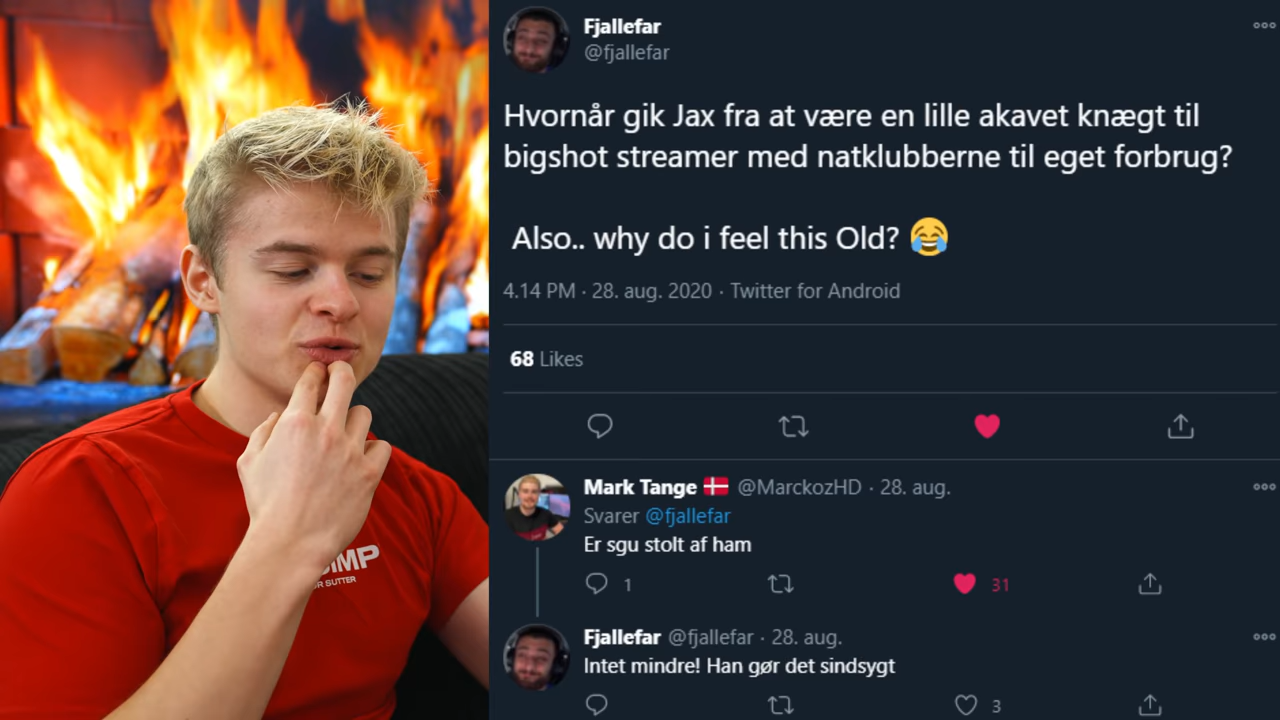 Fjallefar
@fjallefar
Hvornår gik Jax fra at være en lille akavet knægt til
bigshot streamer med natklubberne til eget forbrug?
Also.. why do i feel this Old? 😂
4.14 PM · 28. aug. 2020 · Twitter for Android
68 Likes
Mark Tange 🇩🇰 @MarckozHD · 28. aug.
Svarer @fjallefar
Er sgu stolt af ham
1 31
Fjallefar @fjallefar · 28. aug.
Intet mindre! Han gør det sindsygt
3
SUTTER